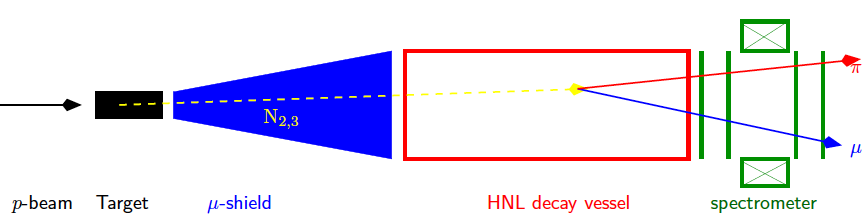 π
N₂,₃
μ
p-beam Target μ-shield HNL decay vessel spectrometer